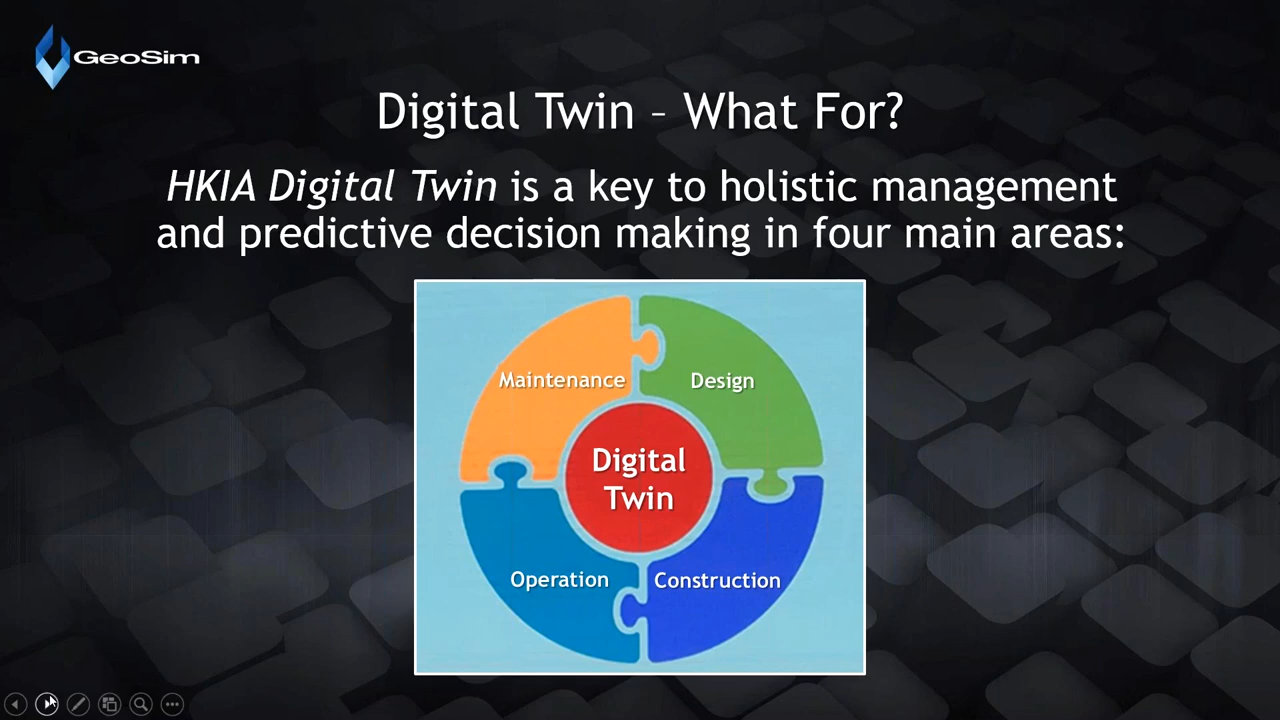 GeoSim
Digital Twin – What For?
HKIA Digital Twin is a key to holistic management
and predictive decision making in four main areas:
Maintenance
Design
Digital
Twin
Operation
Construction